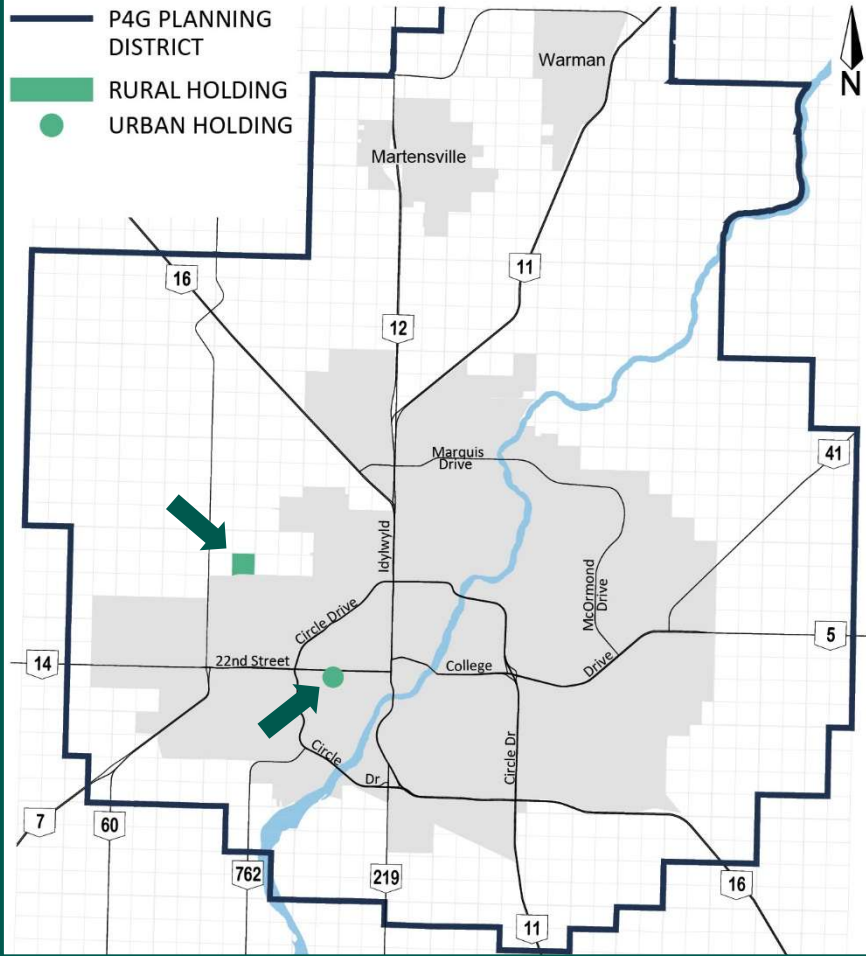 P4G PLANNING
DISTRICT
RURAL HOLDING
URBAN HOLDING
N
Warman
Martensville
16
11
12
Marquis
Drive
41
Idylwyld
McOrmond
Drive
Circle Drive
5
14
22nd Street
College
Drive
Circle
Dr
Circle Dr
7
60
762
219
16
11